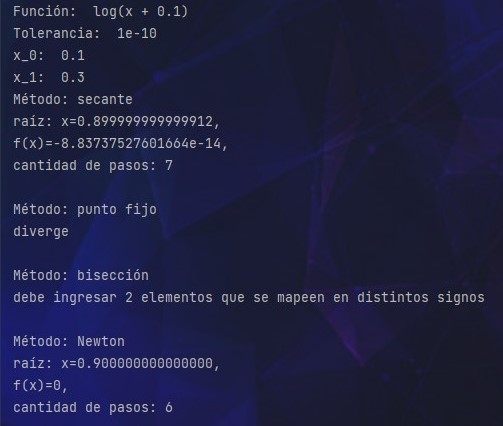 Función:  log(x + 0.1)
Tolerancia:  1e-10
x_0:  0.1
x_1:  0.3
Método: secante
raíz: x=0.899999999999912,
f(x)=-8.83737527601664e-14,
cantidad de pasos: 7
Método: punto fijo
diverge
Método: bisección
debe ingresar 2 elementos que se mapeen en distintos signos
Método: Newton
raíz: x=0.900000000000000,
f(x)=0,
cantidad de pasos: 6